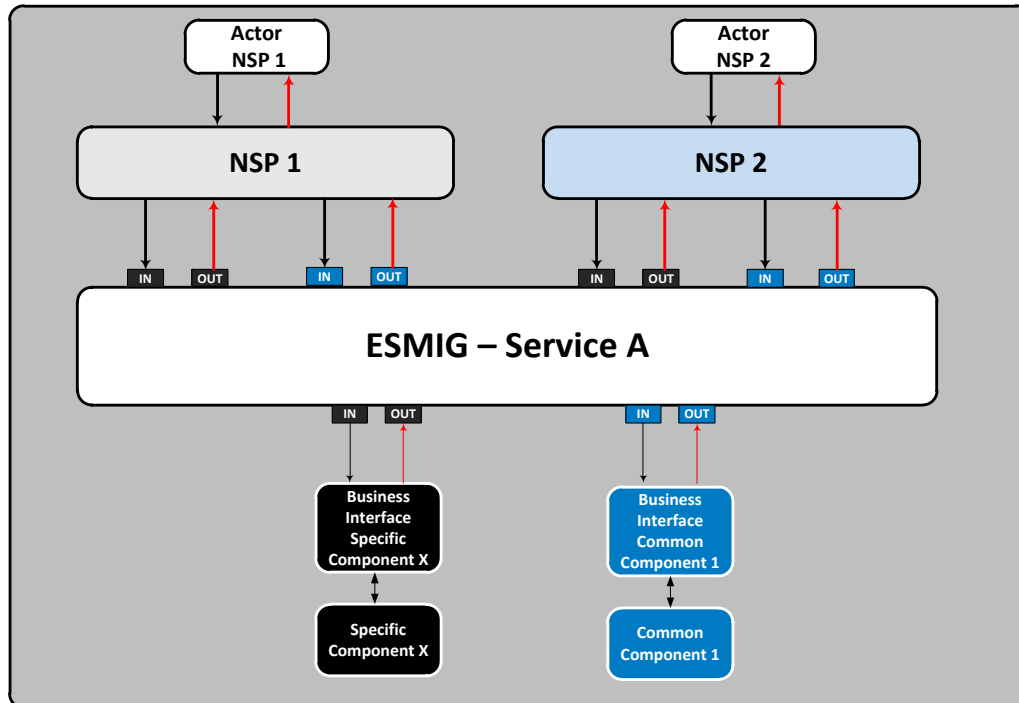 Actor
NSP 1
Actor
NSP 2
NSP 1
NSP 2
IN
OUT
IN
OUT
IN
OUT
IN
OUT
ESMIG – Service A
IN
OUT
IN
OUT
Business
Interface
Specific
Component X
Business
Interface
Common
Component 1
Specific
Component X
Common
Component 1